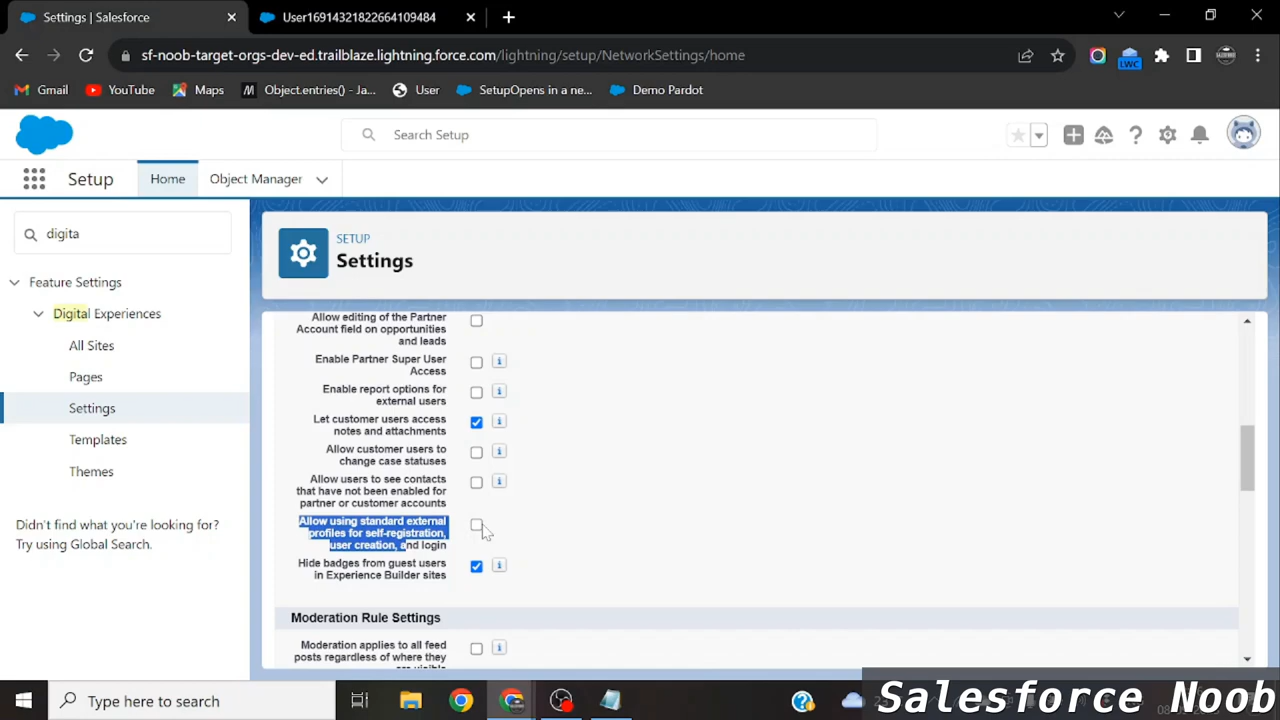 Settings | Salesforce
User16914321822664109484
sf-noob-target-orgs-dev-ed.trailblaze.lightning.force.com/lightning/setup/NetworkSettings/home
Gmail
YouTube
Maps
Object.entries() - Ja...
User
SetupOpens in a ne...
Demo Pardot
LWC
Search Setup
Setup
Home
Object Manager
digita
Feature Settings
Digital Experiences
All Sites
Pages
Settings
Templates
Themes
Didn't find what you're looking for?
Try using Global Search.
SETUP
Settings
Allow editing of the Partner
Account field on opportunities
and leads
Enable Partner Super User
Access
Enable report options for
external users
Let customer users access
notes and attachments
Allow customer users to
change case statuses
Allow users to see contacts
that have not been enabled for
partner or customer accounts
Allow using standard external
profiles for self-registration,
user creation, and login
Hide badges from guest users
in Experience Builder sites
Moderation Rule Settings
Moderation applies to all feed
posts regardless of where they
are visible
Type here to search
Salesforce Noob